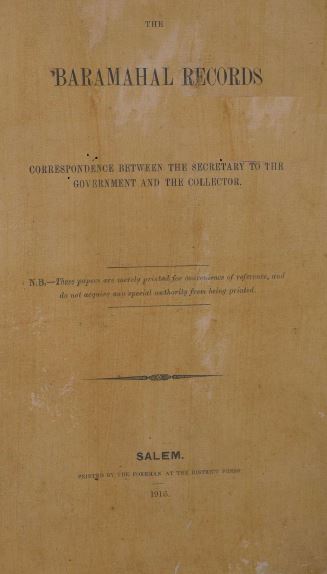 THE
BARAMAHAL RECORDS
CORRESPONDENCE BETWEEN THE SECRETARY TO THE
GOVERNMENT AND THE COLLECTOR.
N.B.—These papers are merely printed for convenience of reference, and
do not acquire any special authority from being printed.
SALEM.
PRINTED BY THE FOREMAN AT THE DISTRICT PRESS
1915.